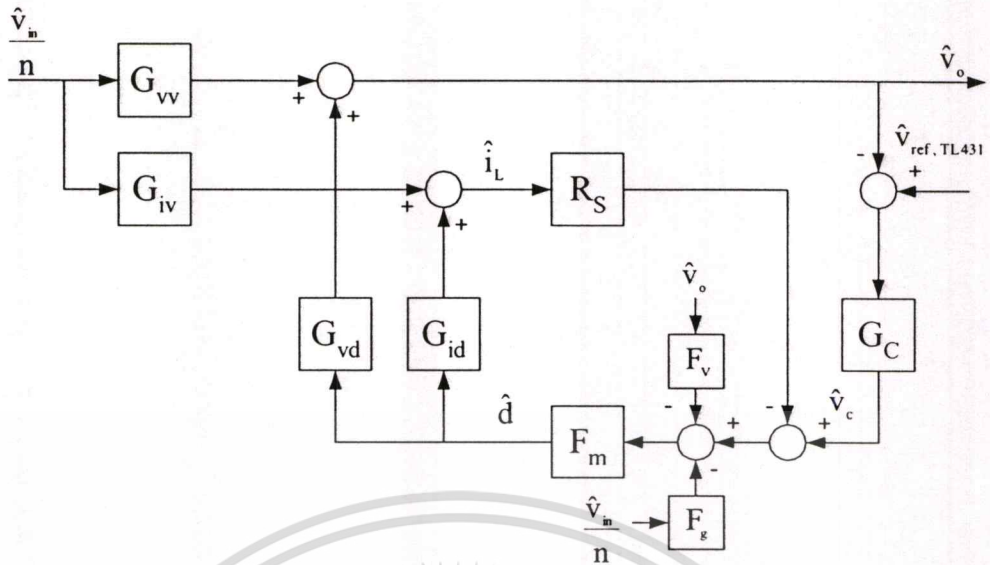 v̂in
n
Gvv
+
+
v̂o
Giv
+
+
îL
RS
-
v̂ref, TL431
+
v̂o
Gvd
Gid
Fv
GC
d̂
Fm
-
+
-
+
v̂c
-
v̂in
n
Fg